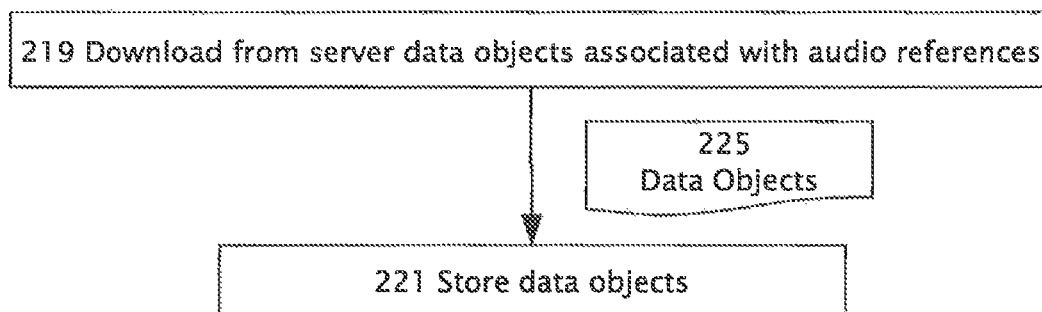 219 Download from server data objects associated with audio references
225
Data Objects
221 Store data objects